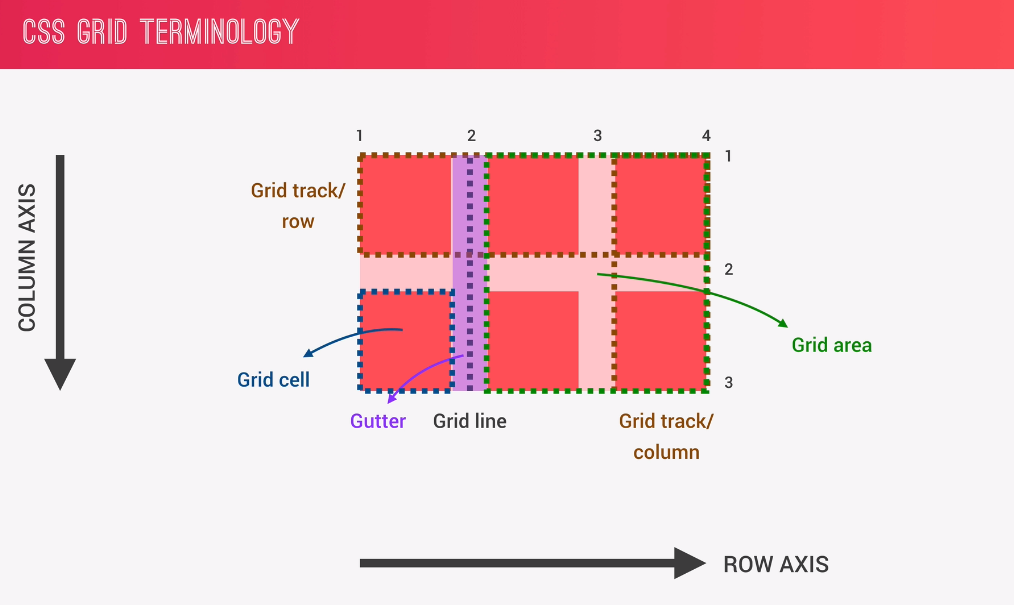 CSS GRID TERMINOLOGY
1 2 3 4
1
Grid track/
row
COLUMN AXIS
2
Grid area
Grid cell
3
Gutter
Grid line
Grid track/
column
ROW AXIS